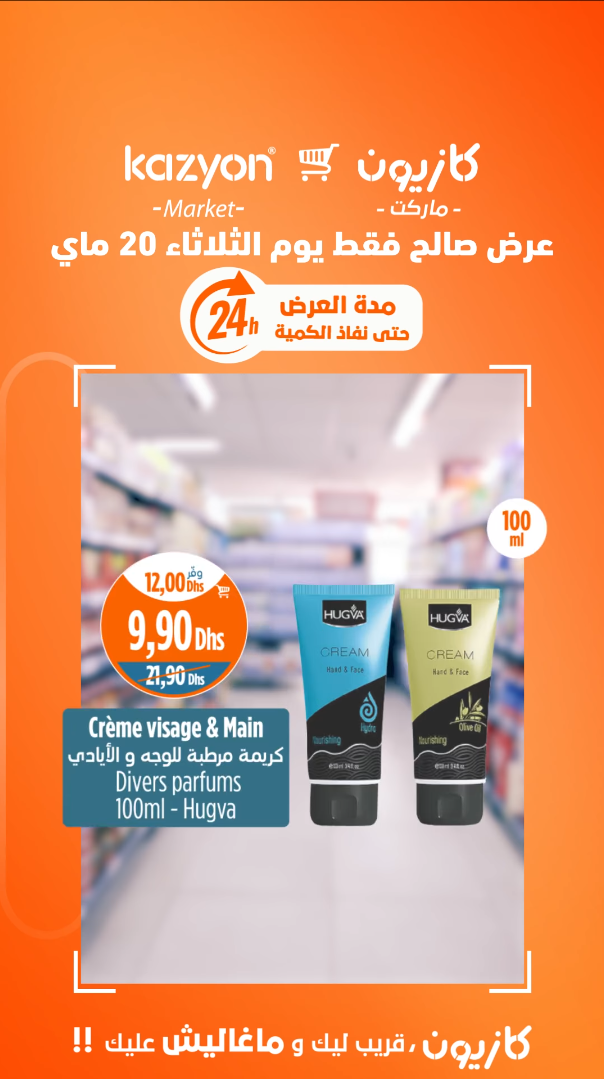 kazyon® كازيون
-Market- - ماركت -
عرض صالح فقط يوم الثلاثاء 20 ماي
24h مدة العرض
حتى نفاذ الكمية
100
ml
وفّر
12,00 Dhs
9,90 Dhs
21,90 Dhs
HUGVA
CREAM
Hand & Face
Hydro
Nourishing
HUGVA
CREAM
Hand & Face
Olive Oil
Nourishing
Crème visage & Main
كريمة مرطبة للوجه و الأيادي
Divers parfums
100ml - Hugva
كازيون ، قريب ليك و ماغاليش عليك !!